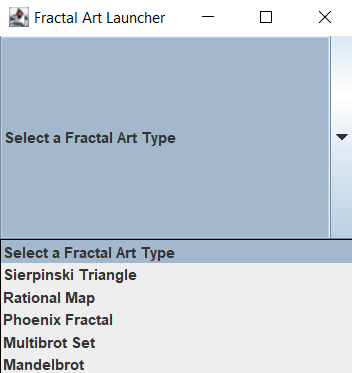 Fractal Art Launcher
Select a Fractal Art Type
Select a Fractal Art Type
Sierpinski Triangle
Rational Map
Phoenix Fractal
Multibrot Set
Mandelbrot